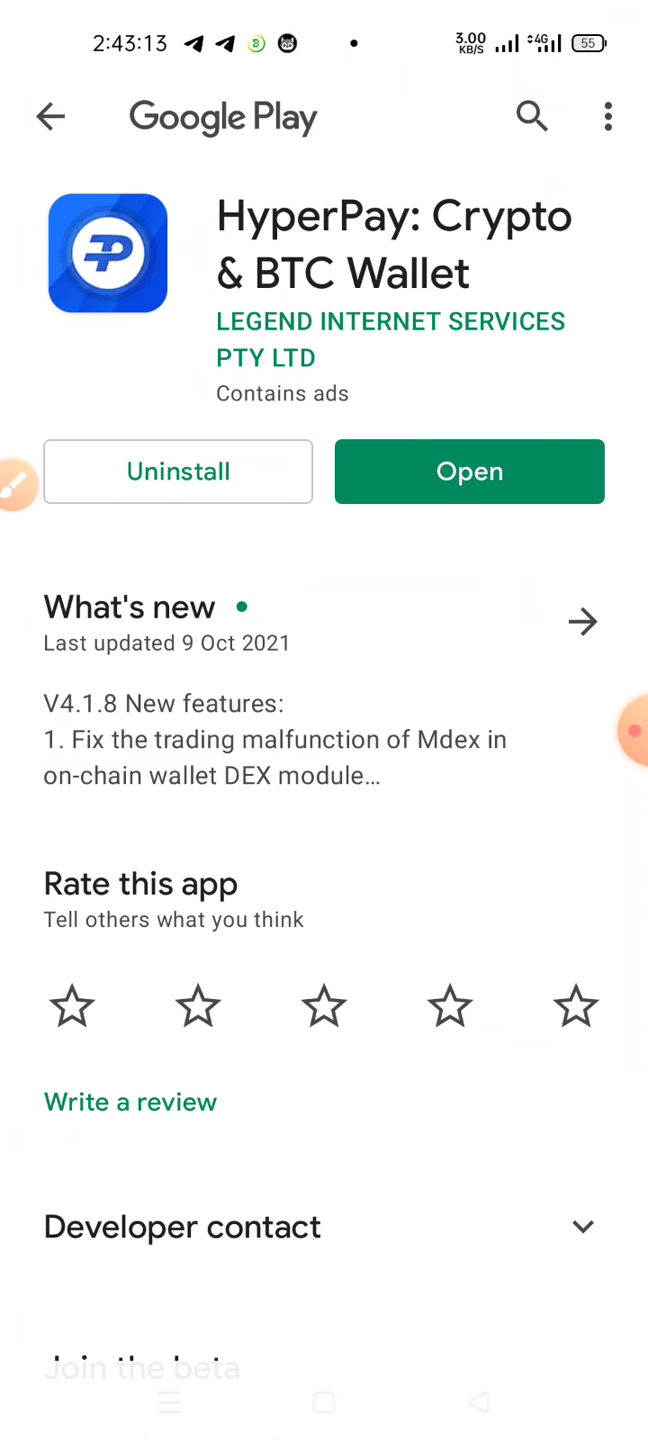 2:43:13
3.00
KB/S
4G
55
Google Play
HyperPay: Crypto
& BTC Wallet
LEGEND INTERNET SERVICES
PTY LTD
Contains ads
Uninstall
Open
What's new
Last updated 9 Oct 2021
V4.1.8 New features:
1. Fix the trading malfunction of Mdex in
on-chain wallet DEX module...
Rate this app
Tell others what you think
Write a review
Developer contact
Join the beta